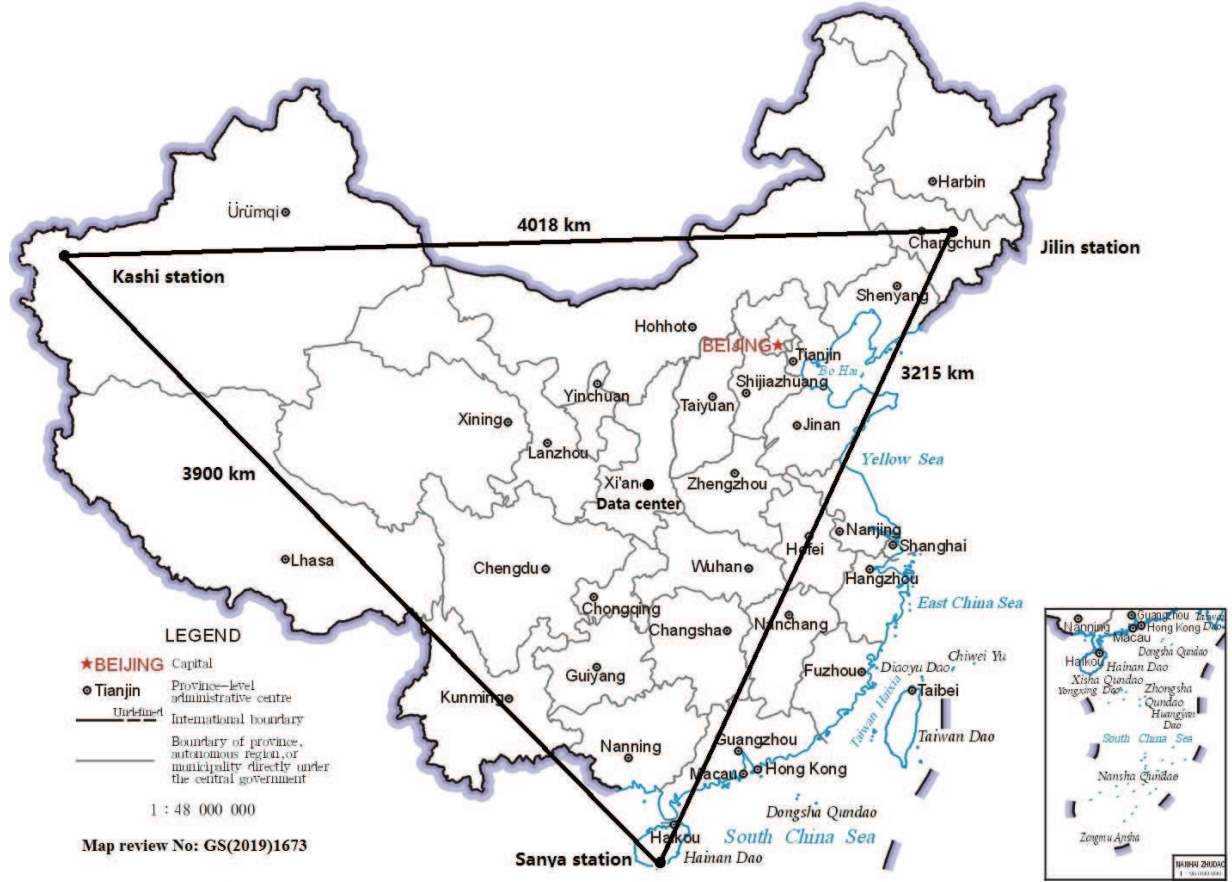 Harbin
Ürümqi
4018 km
Changchun
Jilin station
Kashi station
Shenyang
Hohhot
BEIJING
Tianjin
Bo Hai
3215 km
Shijiazhuang
Yinchuan
Taiyuan
Xining
Jinan
Lanzhou
Yellow Sea
3900 km
Xi'an
Zhengzhou
Data center
Nanjing
Hefei
Shanghai
Lhasa
Chengdu
Wuhan
Hangzhou
Chongqing
East China Sea
Nanchang
Changsha
LEGEND
BEIJING Capital
Tianjin Province-level
administrative centre
Undefined International boundary
Boundary of province,
autonomous region, or
municipality directly under
the central government
1 : 48 000 000
Map review No: GS(2019)1673
Guiyang
Fuzhou
Diaoyu Dao
Chiwei Yu
Kunming
Taibei
Taiwan Haixia
Taiwan Dao
Nanning
Guangzhou
Macau
Hong Kong
Dongsha Qundao
Haikou
South China Sea
Sanya station
Hainan Dao
Guangzhou
Nanning
Hong Kong
Macau
Dongsha Qundao
Haikou
Hainan Dao
Xisha Qundao
Yongxing Dao
Zhongsha
Qundao
Huangyan
Dao
South China Sea
Nansha Qundao
Zengmu Ansha
NANHAI ZHUDAO